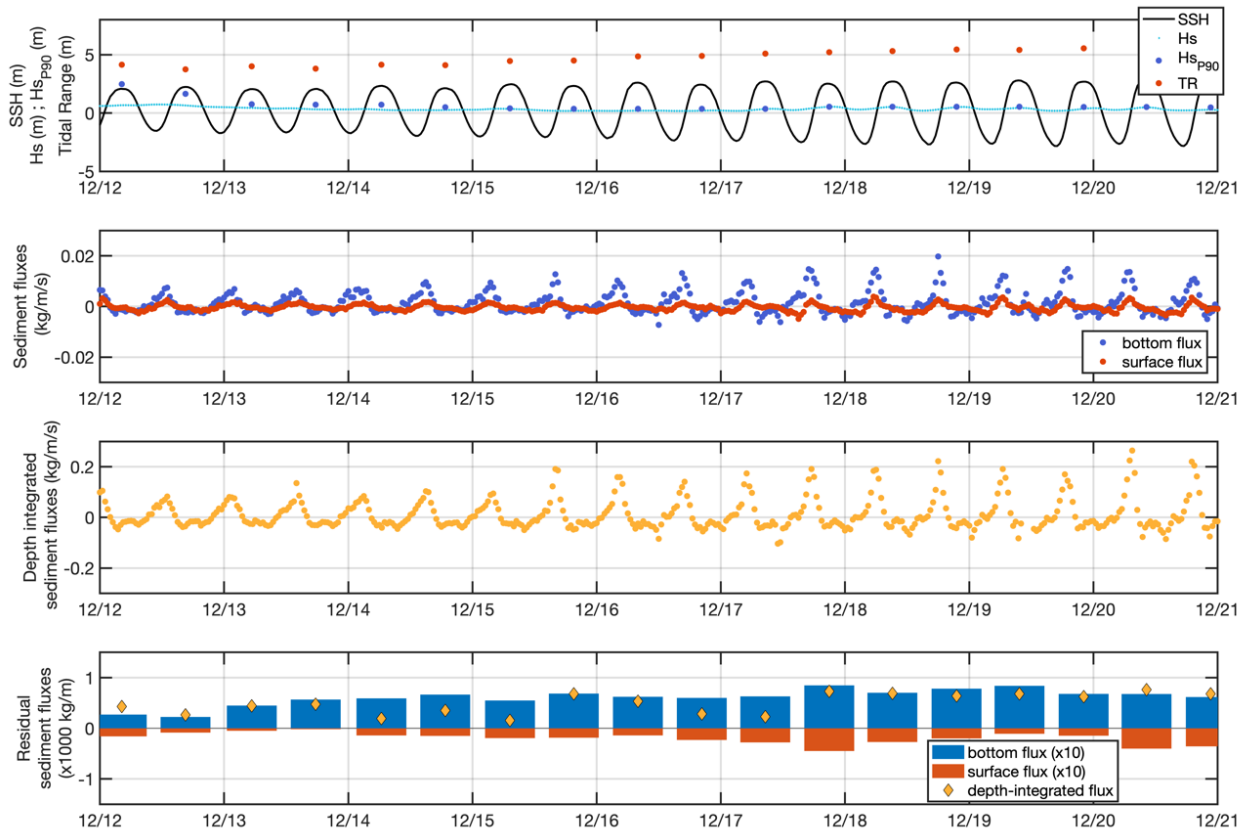 SSH (m)
Hs (m) ; Hs_P90 (m)
Tidal Range (m)
5
0
-5
SSH
Hs
Hs_P90
TR
12/12 12/13 12/14 12/15 12/16 12/17 12/18 12/19 12/20 12/21
Sediment fluxes
(kg/m/s)
0.02
0
-0.02
bottom flux
surface flux
12/12 12/13 12/14 12/15 12/16 12/17 12/18 12/19 12/20 12/21
Depth integrated
sediment fluxes (kg/m/s)
0.2
0
-0.2
12/12 12/13 12/14 12/15 12/16 12/17 12/18 12/19 12/20 12/21
Residual
sediment fluxes
(x1000 kg/m)
1
0
-1
bottom flux (x10)
surface flux (x10)
depth-integrated flux
12/12 12/13 12/14 12/15 12/16 12/17 12/18 12/19 12/20 12/21